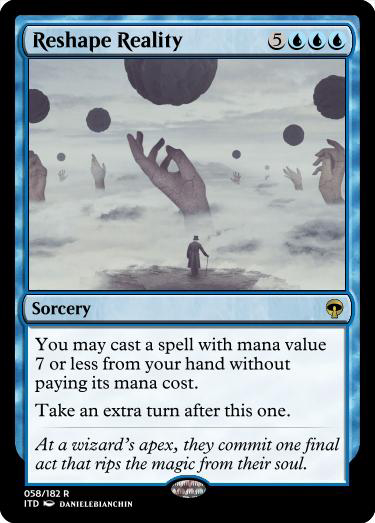 Reshape Reality 5
Sorcery
You may cast a spell with mana value
7 or less from your hand without
paying its mana cost.
Take an extra turn after this one.
At a wizard's apex, they commit one final
act that rips the magic from their soul.
058/182 R
ITD DANIELEBIANCHIN